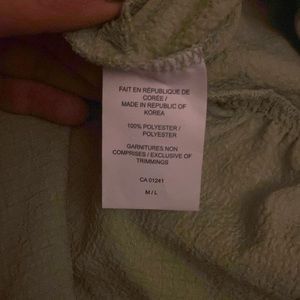 FAIT EN RÉPUBLIQUE DE
CORÉE /
MADE IN REPUBLIC OF
KOREA
100% POLYESTER /
POLYESTER
GARNITURES NON
COMPRISES / EXCLUSIVE OF
TRIMMINGS
CA 01241
M / L